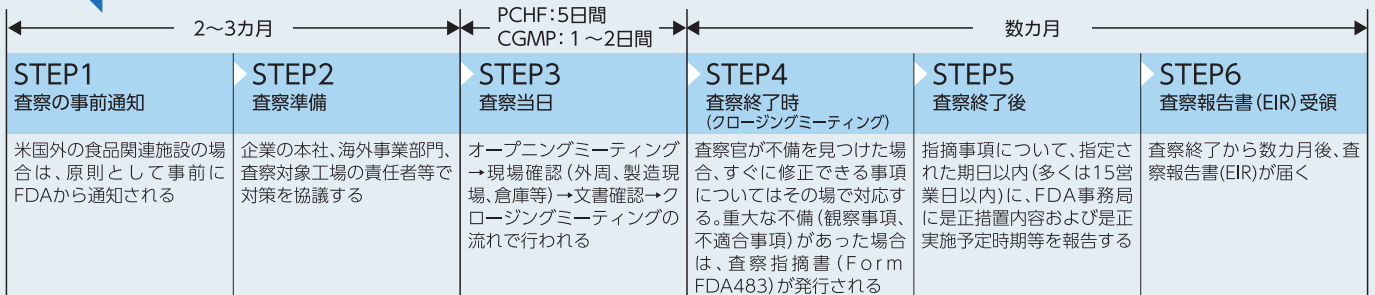 2〜3カ月
PCHF：5日間
CGMP：1〜2日間
数カ月
STEP1
査察の事前通知
米国外の食品関連施設の場
合は、原則として事前に
FDAから通知される
STEP2
査察準備
企業の本社、海外事業部門、
査察対象工場の責任者等で
対策を協議する
STEP3
査察当日
オープニングミーティング
→現場確認（外周、製造現
場、倉庫等）→文書確認→ク
ロージングミーティングの
流れで行われる
STEP4
査察終了時
（クロージングミーティング）
査察官が不備を見つけた場
合、すぐに修正できる事項
についてはその場で対応す
る。重大な不備（観察事項、
不適合事項）があった場合
は、査察指摘書（Form
FDA483）が発行される
STEP5
査察終了後
指摘事項について、指定さ
れた期日以内（多くは15営
業日以内）に、FDA事務局
に是正措置内容および是正
実施予定時期等を報告する
STEP6
査察報告書（EIR）受領
査察終了から数カ月後、査
察報告書(EIR)が届く